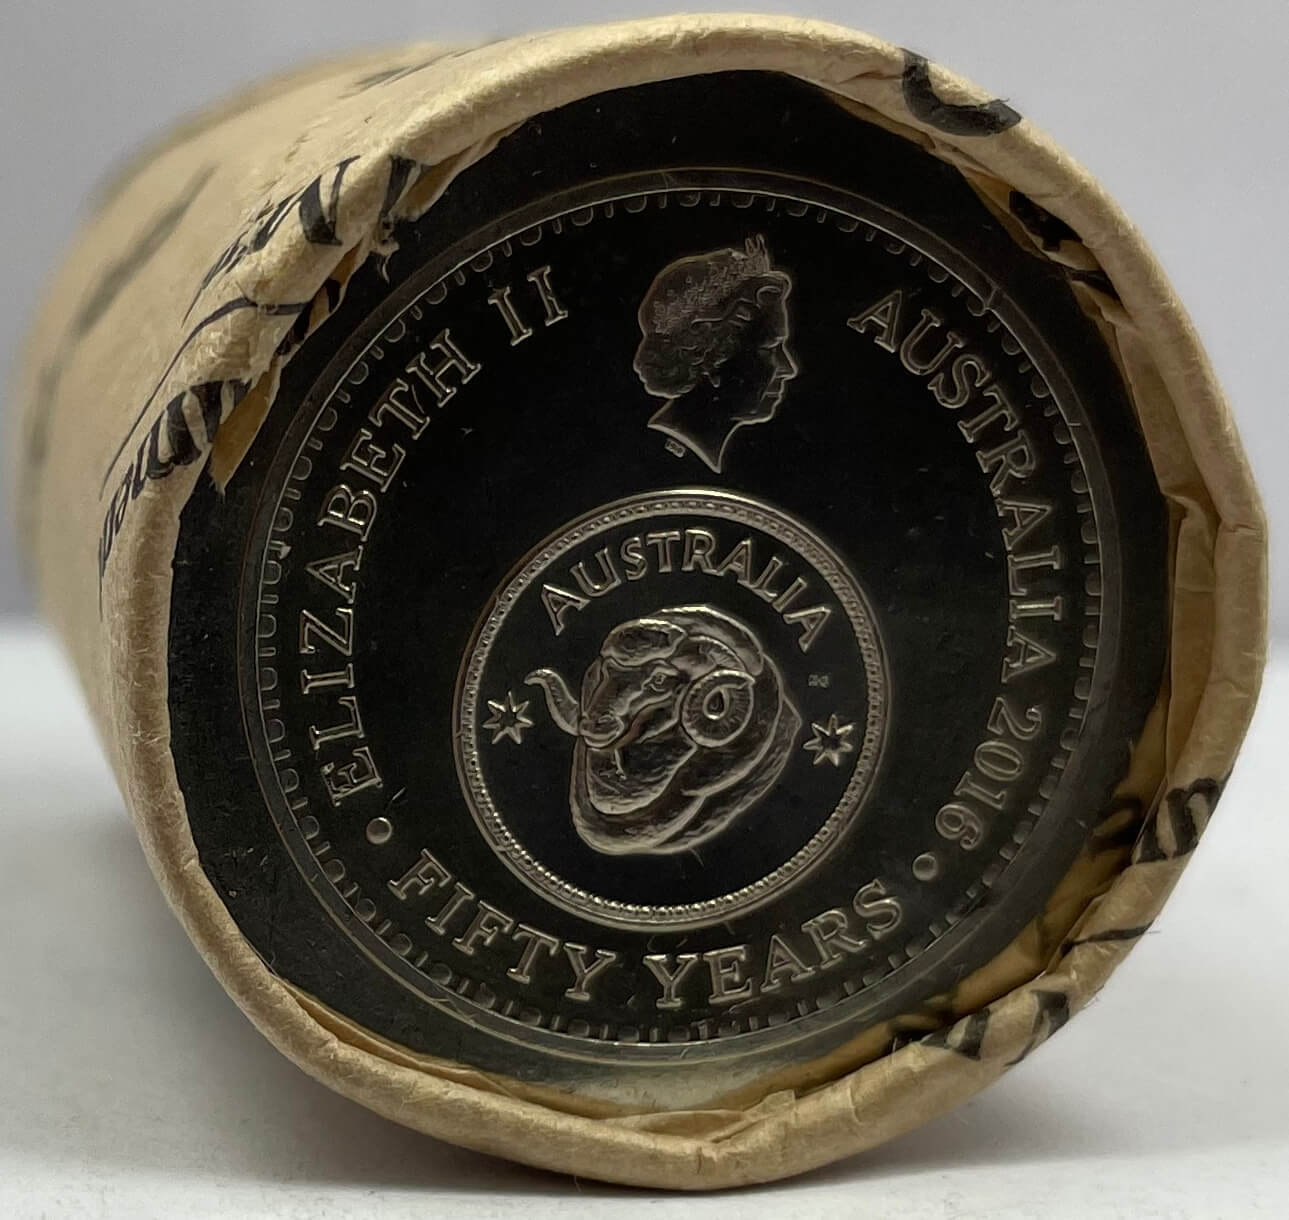 ELIZABETH II
AUSTRALIA 2016
AUSTRALIA
• FIFTY YEARS •